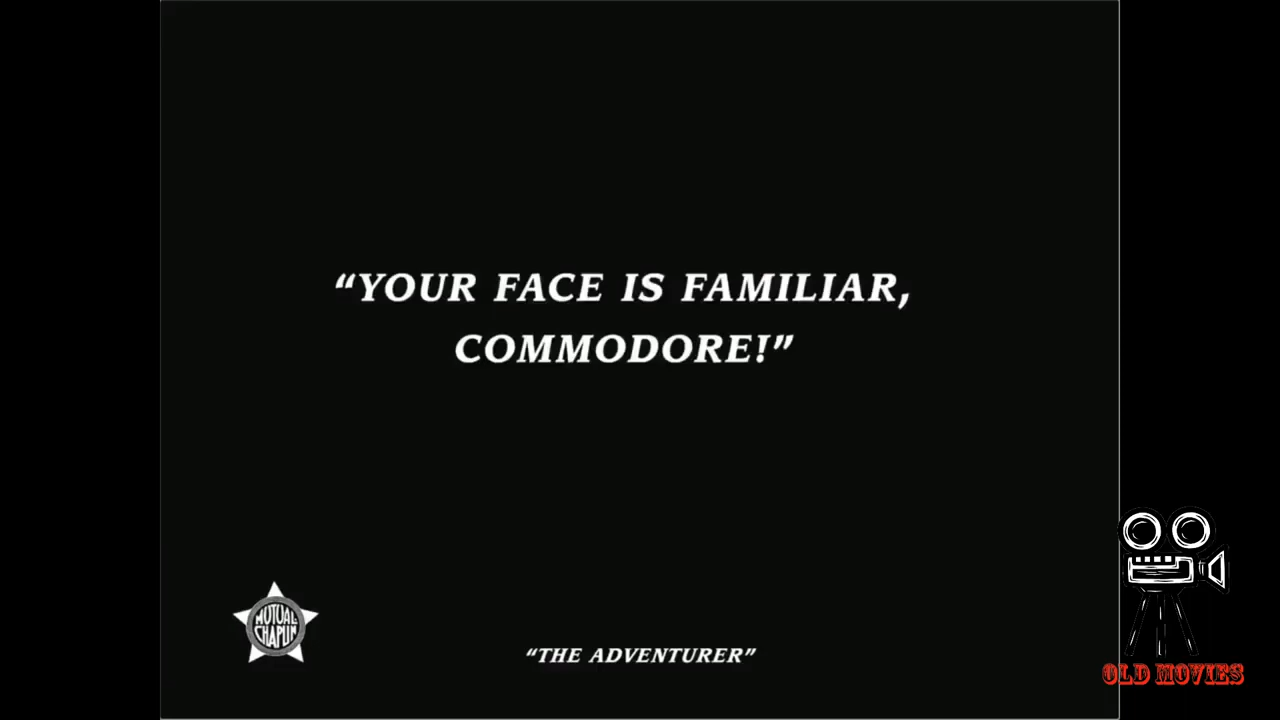 “YOUR FACE IS FAMILIAR,
COMMODORE!”
MUTUAL
CHAPLIN
“THE ADVENTURER”
OLD MOVIES